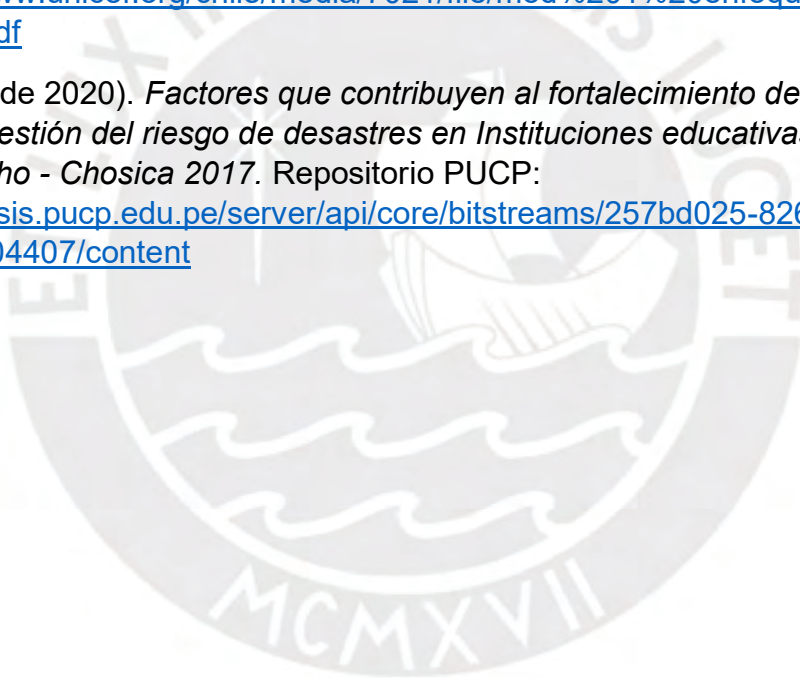 df
de 2020). Factores que contribuyen al fortalecimiento de
estión del riesgo de desastres en Instituciones educativas
ho - Chosica 2017. Repositorio PUCP:
sis.pucp.edu.pe/server/api/core/bitstreams/257bd025-826
04407/content
MCMXVII